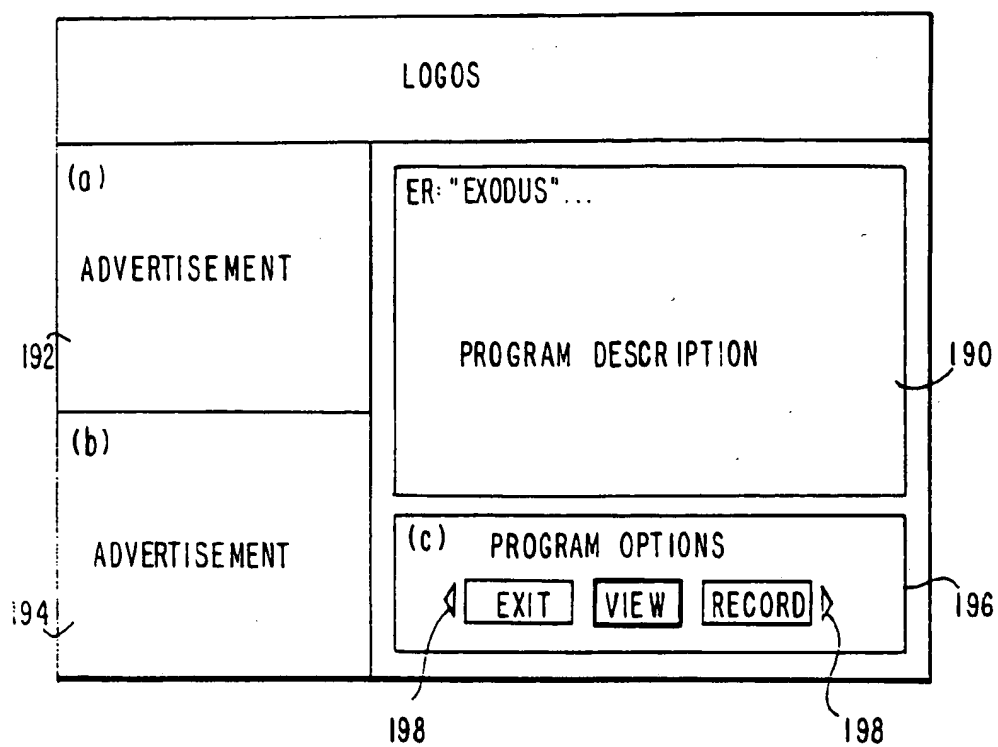 LOGOS
(a)
ADVERTISEMENT
192
(b)
ADVERTISEMENT
194
ER: "EXODUS"...
PROGRAM DESCRIPTION
190
(c) PROGRAM OPTIONS
EXIT VIEW RECORD
196
198 198